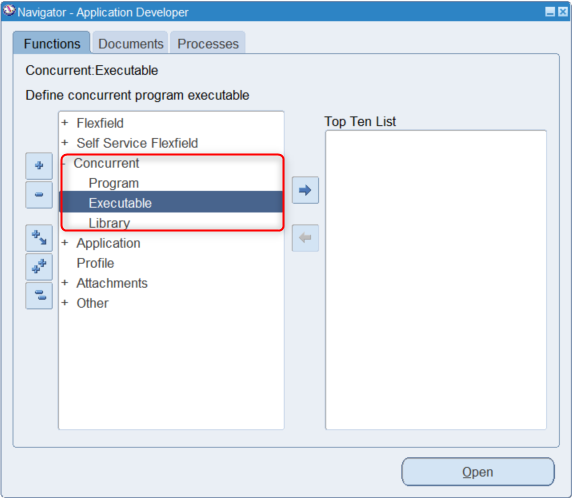 Navigator - Application Developer
Functions
Documents
Processes
Concurrent:Executable
Define concurrent program executable
Top Ten List
+ Flexfield
+ Self Service Flexfield
- Concurrent
Program
Executable
Library
+ Application
Profile
+ Attachments
+ Other
Open